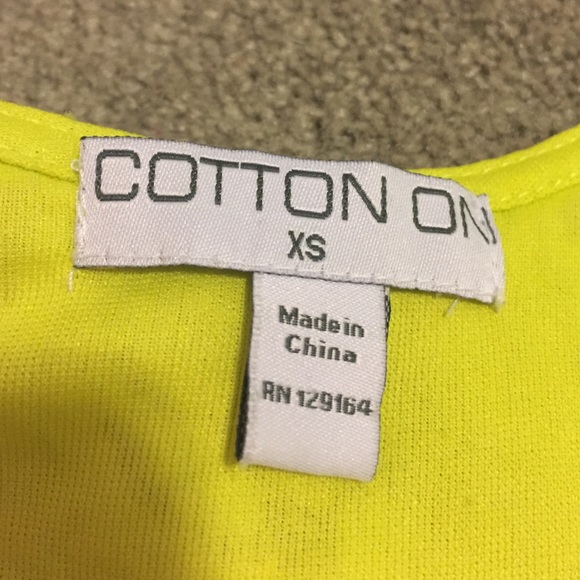 COTTON ON
XS
Made in
China
RN 129164